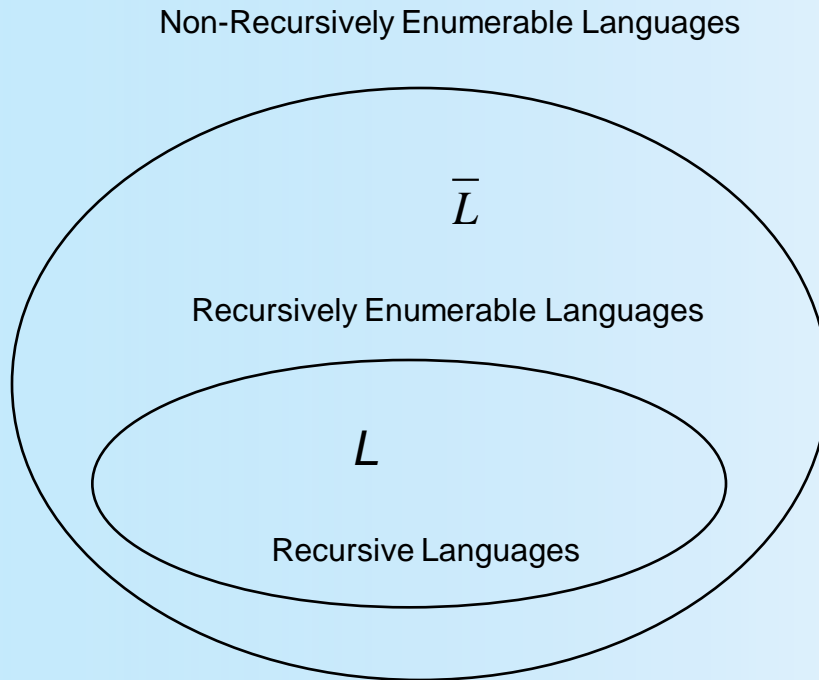 Non-Recursively Enumerable Languages
L̅
Recursively Enumerable Languages
L
Recursive Languages